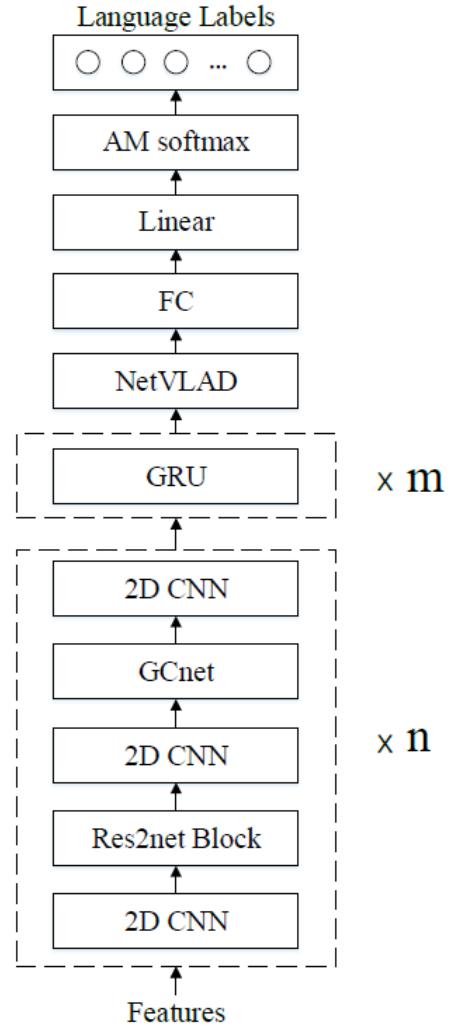 Language Labels
...
AM softmax
Linear
FC
NetVLAD
GRU
x m
2D CNN
GCnet
2D CNN
x n
Res2net Block
2D CNN
Features